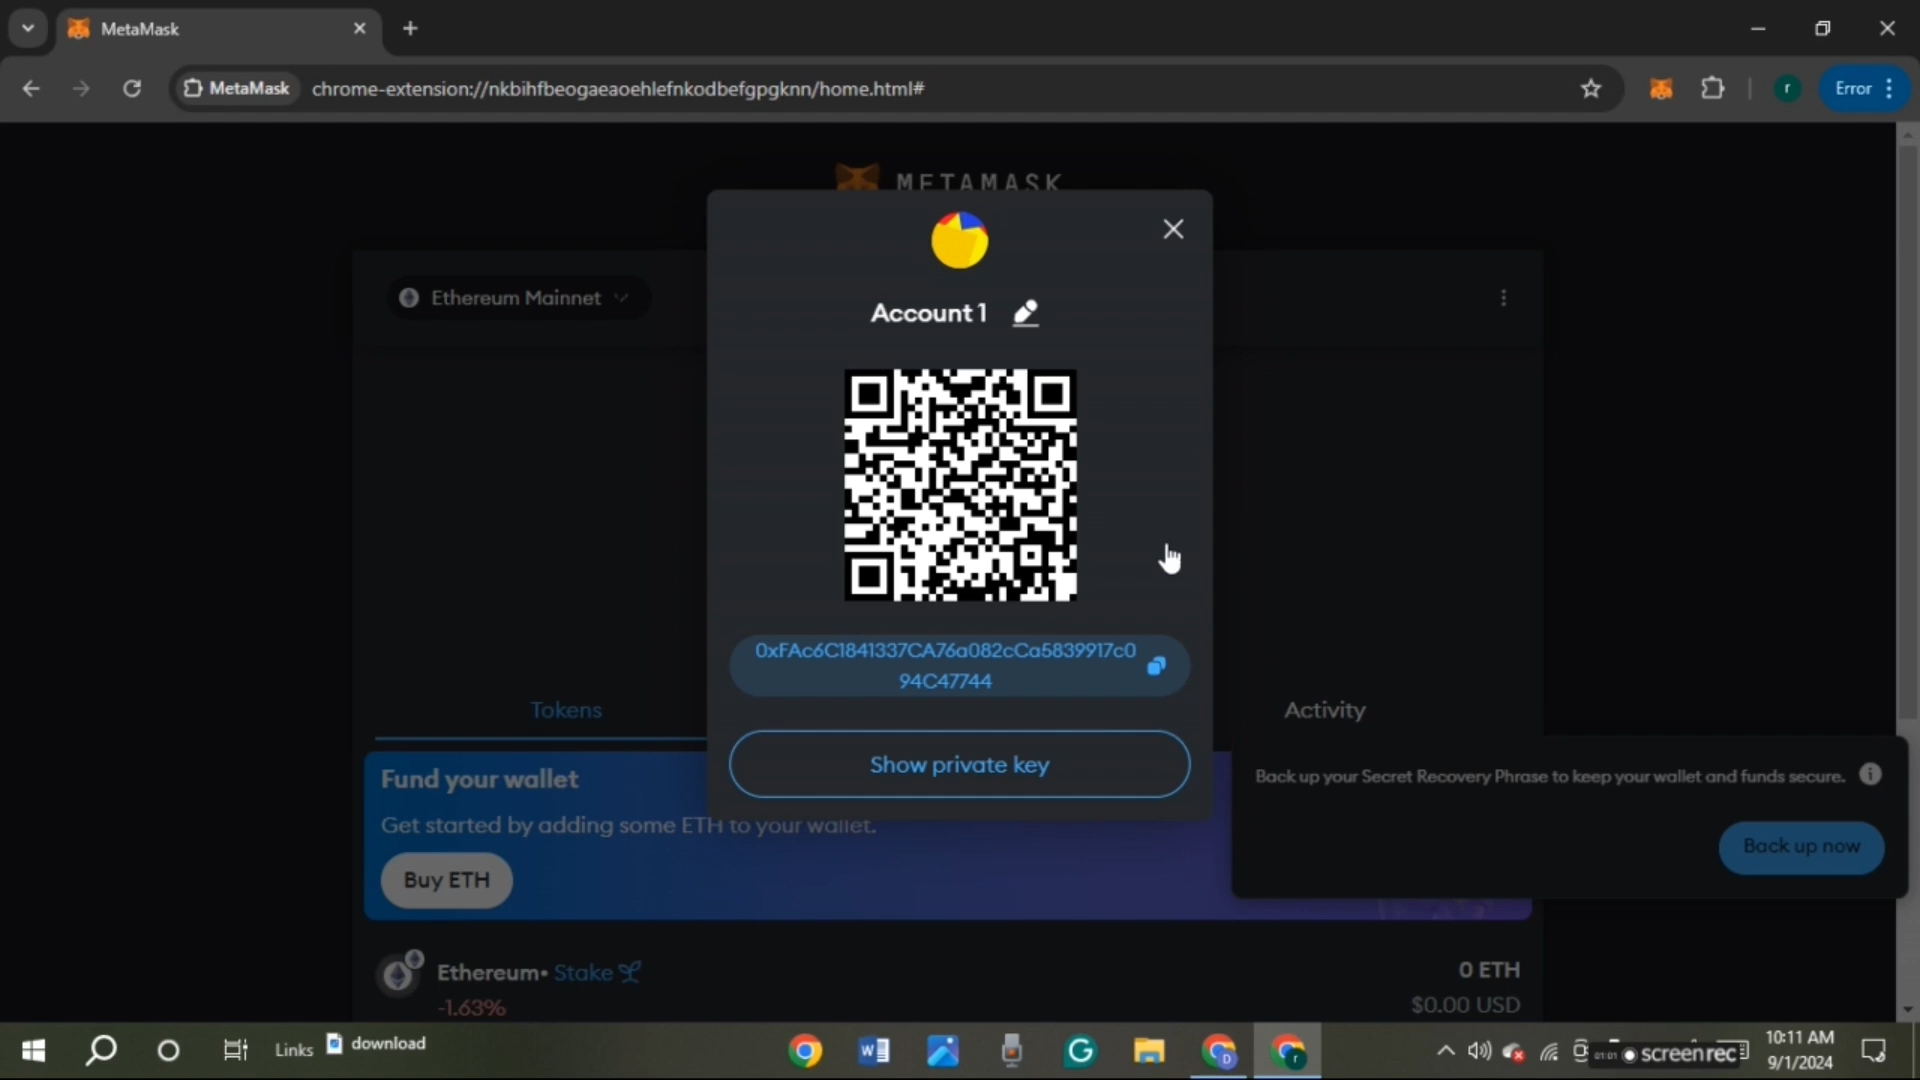 MetaMask
MetaMask
chrome-extension://nkbihfbeogaeaoehlefnkodbefgpgknn/home.html#
r
Error
METAMASK
Ethereum Mainnet
Account 1
0xFAc6C1841337CA76a082cCa5839917c0
94C47744
Tokens
Activity
Show private key
Fund your wallet
Get started by adding some ETH to your wallet.
Buy ETH
Back up your Secret Recovery Phrase to keep your wallet and funds secure.
Back up now
Ethereum • Stake
0 ETH
-1.63%
$0.00 USD
Links
download
01:01
screenrec
10:11 AM
9/1/2024